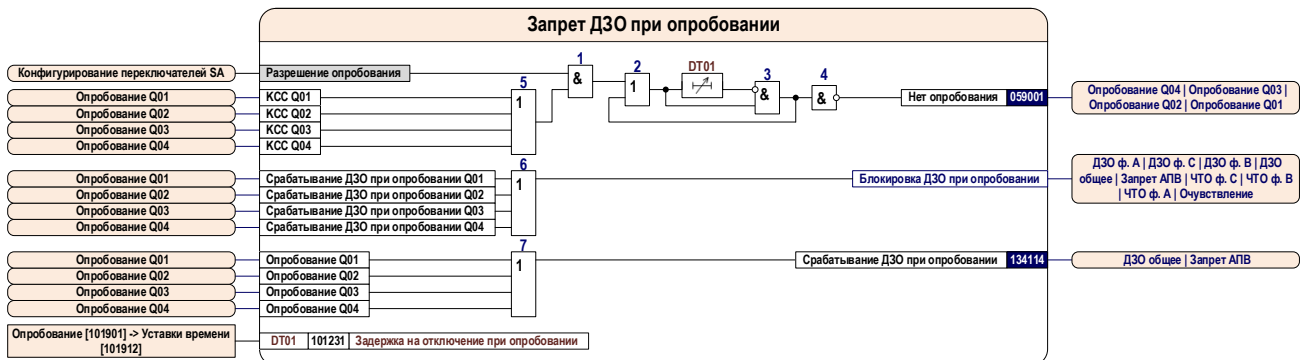 Запрет ДЗО при опробовании
Конфигурирование переключателей SA
Разрешение опробования
1
&
2
1
DT01
3
&
4
&
Нет опробования
059001
Опробование Q04 | Опробование Q03 |
Опробование Q02 | Опробование Q01
5
1
Опробование Q01
КСС Q01
Опробование Q02
КСС Q02
Опробование Q03
КСС Q03
Опробование Q04
КСС Q04
6
1
Опробование Q01
Срабатывание ДЗО при опробовании Q01
Опробование Q02
Срабатывание ДЗО при опробовании Q02
Опробование Q03
Срабатывание ДЗО при опробовании Q03
Опробование Q04
Срабатывание ДЗО при опробовании Q04
Блокировка ДЗО при опробовании
ДЗО ф. А | ДЗО ф. С | ДЗО ф. В | ДЗО
общее | Запрет АПВ | ЧТО ф. С | ЧТО ф. В
| ЧТО ф. А | Очувствление
7
1
Опробование Q01
Опробование Q01
Опробование Q02
Опробование Q02
Опробование Q03
Опробование Q03
Опробование Q04
Опробование Q04
Срабатывание ДЗО при опробовании
134114
ДЗО общее | Запрет АПВ
Опробование [101901] -> Уставки времени
[101912]
DT01
101231
Задержка на отключение при опробовании